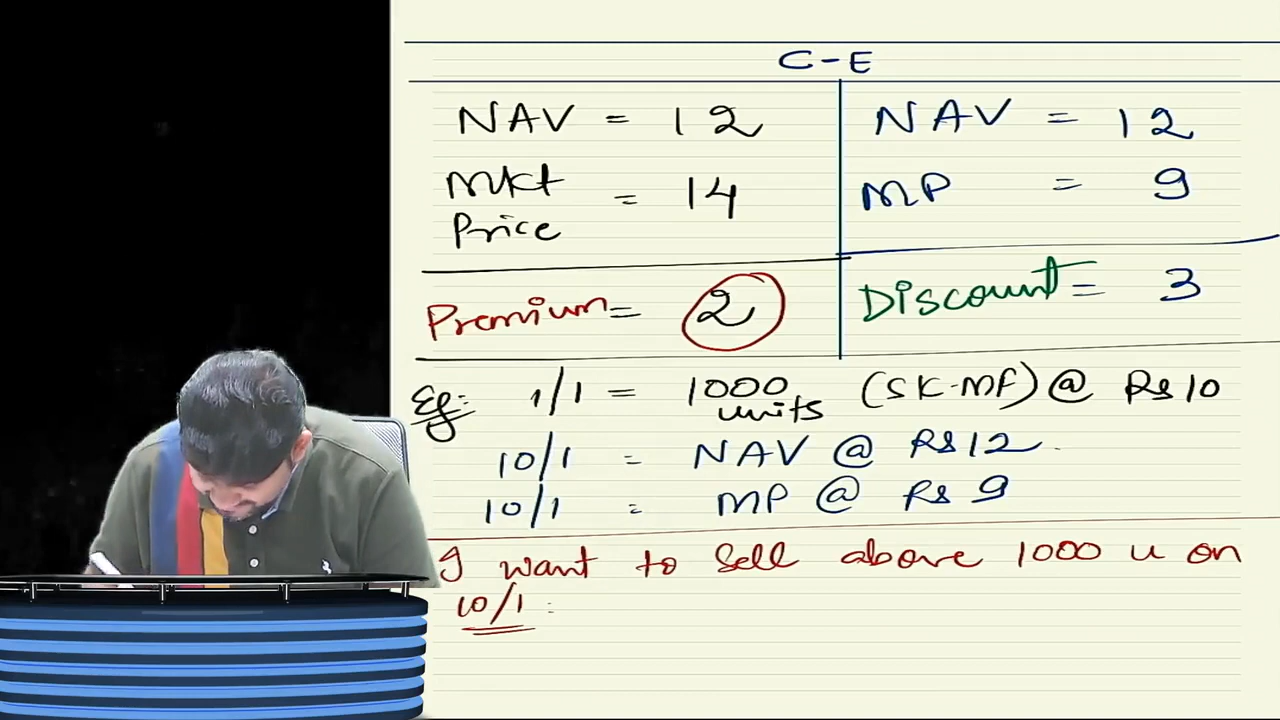 C-E
NAV = 12
Mkt Price = 14
Premium = 2
NAV = 12
MP = 9
Discount = 3
Eg: 1/1 = 1000 units (SK-MF) @ Rs 10
10/1 = NAV @ Rs 12.
10/1 = MP @ Rs 9
I want to sell above 1000 u on
10/1: